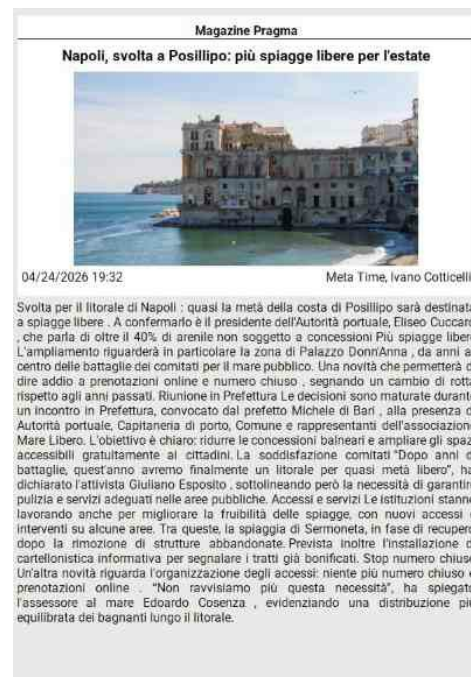 Magazine Pragma
Napoli, svolta a Posillipo: più spiagge libere per l'estate
04/24/2026 19:32
Meta Time, Ivano Cotticelli
Svolta per il litorale di Napoli : quasi la metà della costa di Posillipo sarà destinata
a spiagge libere . A confermarlo è il presidente dell'Autorità portuale, Eliseo Cuccaro
, che parla di oltre il 40% di arenile non soggetto a concessioni Più spiagge libere
L'ampliamento riguarderà in particolare la zona di Palazzo Donn'Anna , da anni al
centro delle battaglie dei comitati per il mare pubblico. Una novità che permetterà di
dire addio a prenotazioni online e numero chiuso , segnando un cambio di rotta
rispetto agli anni passati. Riunione in Prefettura Le decisioni sono maturate durante
un incontro in Prefettura, convocato dal prefetto Michele di Bari , alla presenza di
Autorità portuale, Capitaneria di porto, Comune e rappresentanti dell'associazione
Mare Libero. L'obiettivo è chiaro: ridurre le concessioni balneari e ampliare gli spazi
accessibili gratuitamente ai cittadini. La soddisfazione comitati "Dopo anni di
battaglie, quest'anno avremo finalmente un litorale per quasi metà libero", ha
dichiarato l'attivista Giuliano Esposito , sottolineando però la necessità di garantire
pulizia e servizi adeguati nelle aree pubbliche. Accessi e servizi Le istituzioni stanno
lavorando anche per migliorare la fruibilità delle spiagge, con nuovi accessi e
interventi su alcune aree. Tra queste, la spiaggia di Sermoneta, in fase di recupero
dopo la rimozione di strutture abbandonate. Prevista inoltre l'installazione di
cartellonistica informativa per segnalare i tratti già bonificati. Stop numero chiuso
Un'altra novità riguarda l'organizzazione degli accessi: niente più numero chiuso e
prenotazioni online . "Non ravvisiamo più questa necessità", ha spiegato
l'assessore al mare Edoardo Cosenza , evidenziando una distribuzione più
equilibrata dei bagnanti lungo il litorale.